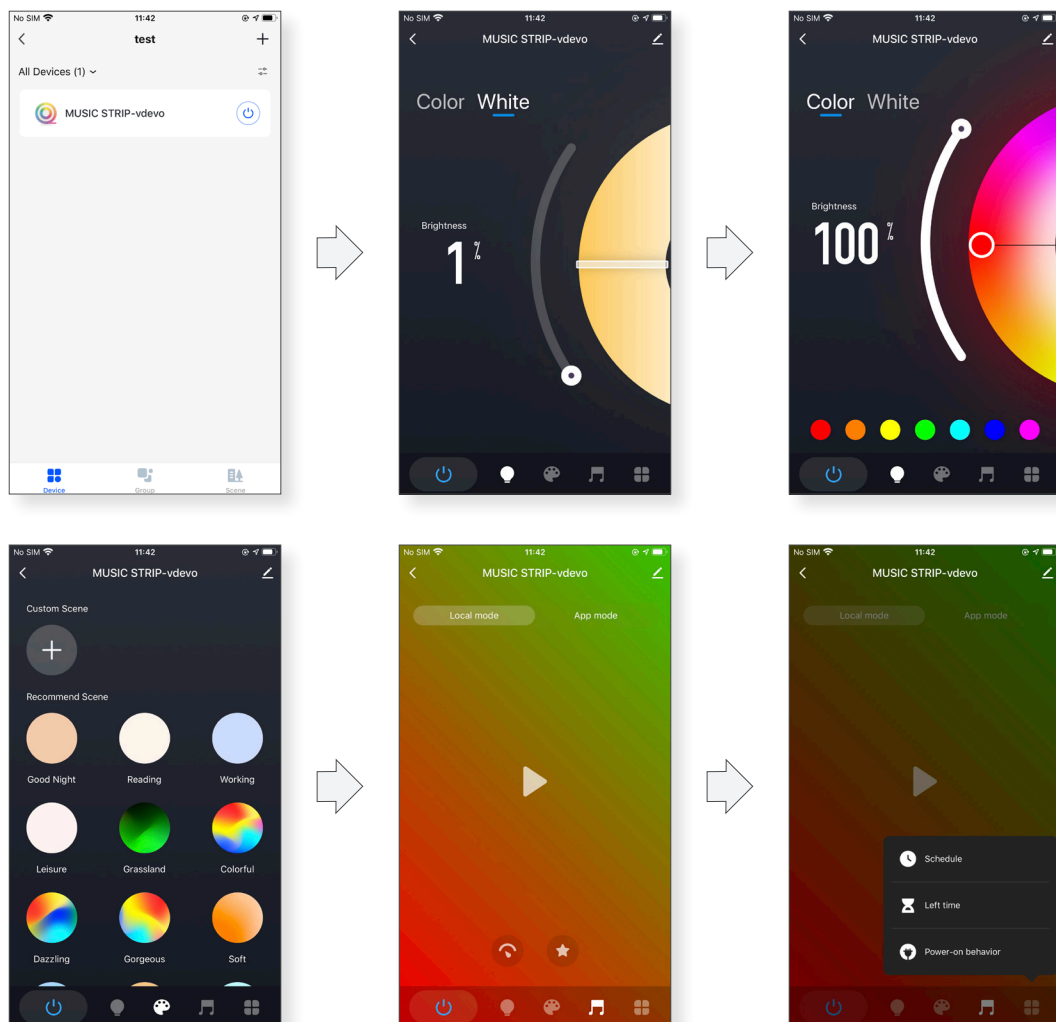 No SIM 11:42
test
All Devices (1)
MUSIC STRIP-vdevo
Device Group Scene
No SIM 11:42
MUSIC STRIP-vdevo
Color White
Brightness
1 %
No SIM 11:42
MUSIC STRIP-vdevo
Color White
Brightness
100 %
No SIM 11:42
MUSIC STRIP-vdevo
Custom Scene
Recommend Scene
Good Night Reading Working
Leisure Grassland Colorful
Dazzling Gorgeous Soft
No SIM 11:42
MUSIC STRIP-vdevo
Local mode App mode
No SIM 11:42
MUSIC STRIP-vdevo
Local mode App mode
Schedule
Left time
Power-on behavior